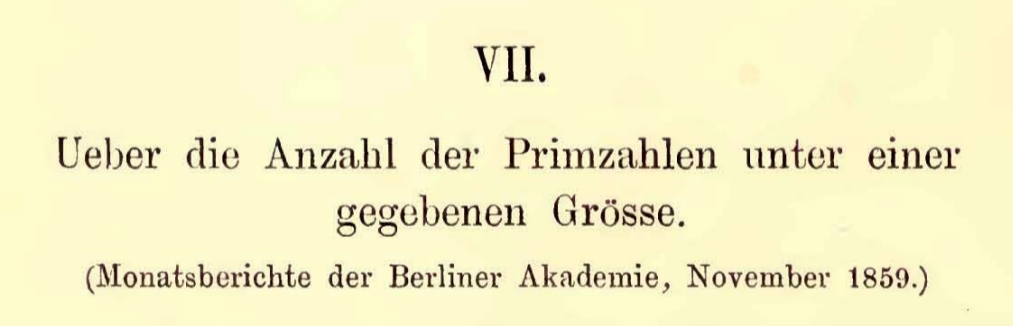 VII.
Ueber die Anzahl der Primzahlen unter einer
gegebenen Grösse.
(Monatsberichte der Berliner Akademie, November 1859.)